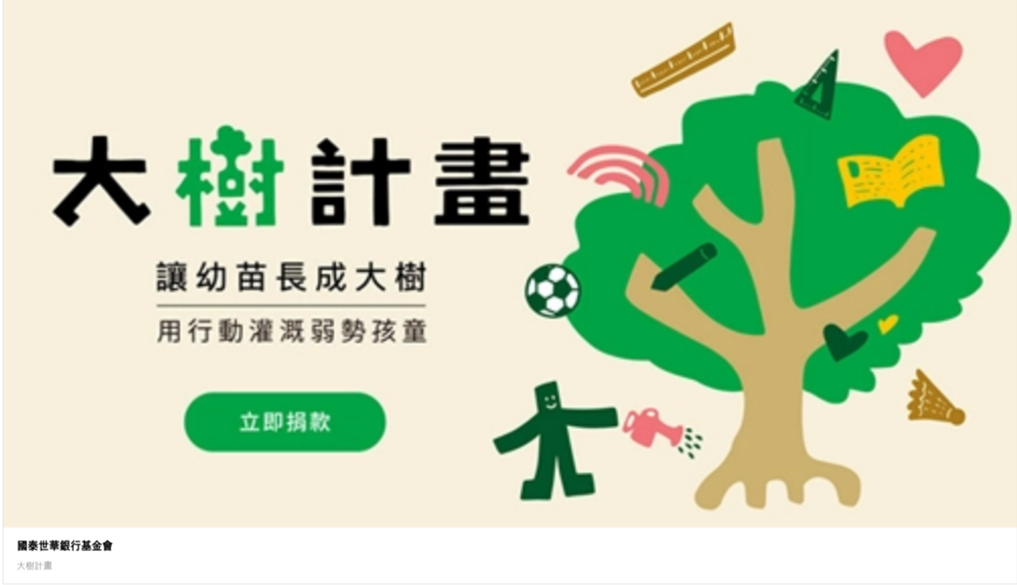 大樹計畫
讓幼苗長成大樹
用行動灌溉弱勢孩童
立即捐款
國泰世華銀行基金會
大樹計畫